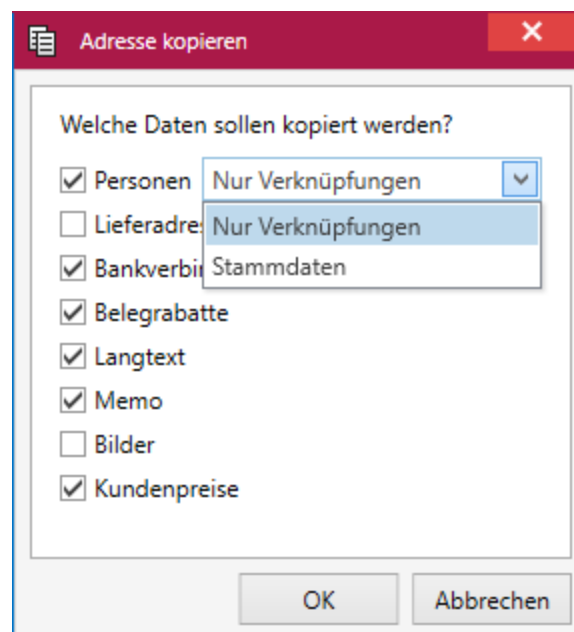 Adresse kopieren
Welche Daten sollen kopiert werden?
Personen Nur Verknüpfungen
Nur Verknüpfungen
Stammdaten
Belegrabatte
Langtext
Memo
Bilder
Kundenpreise
OK Abbrechen